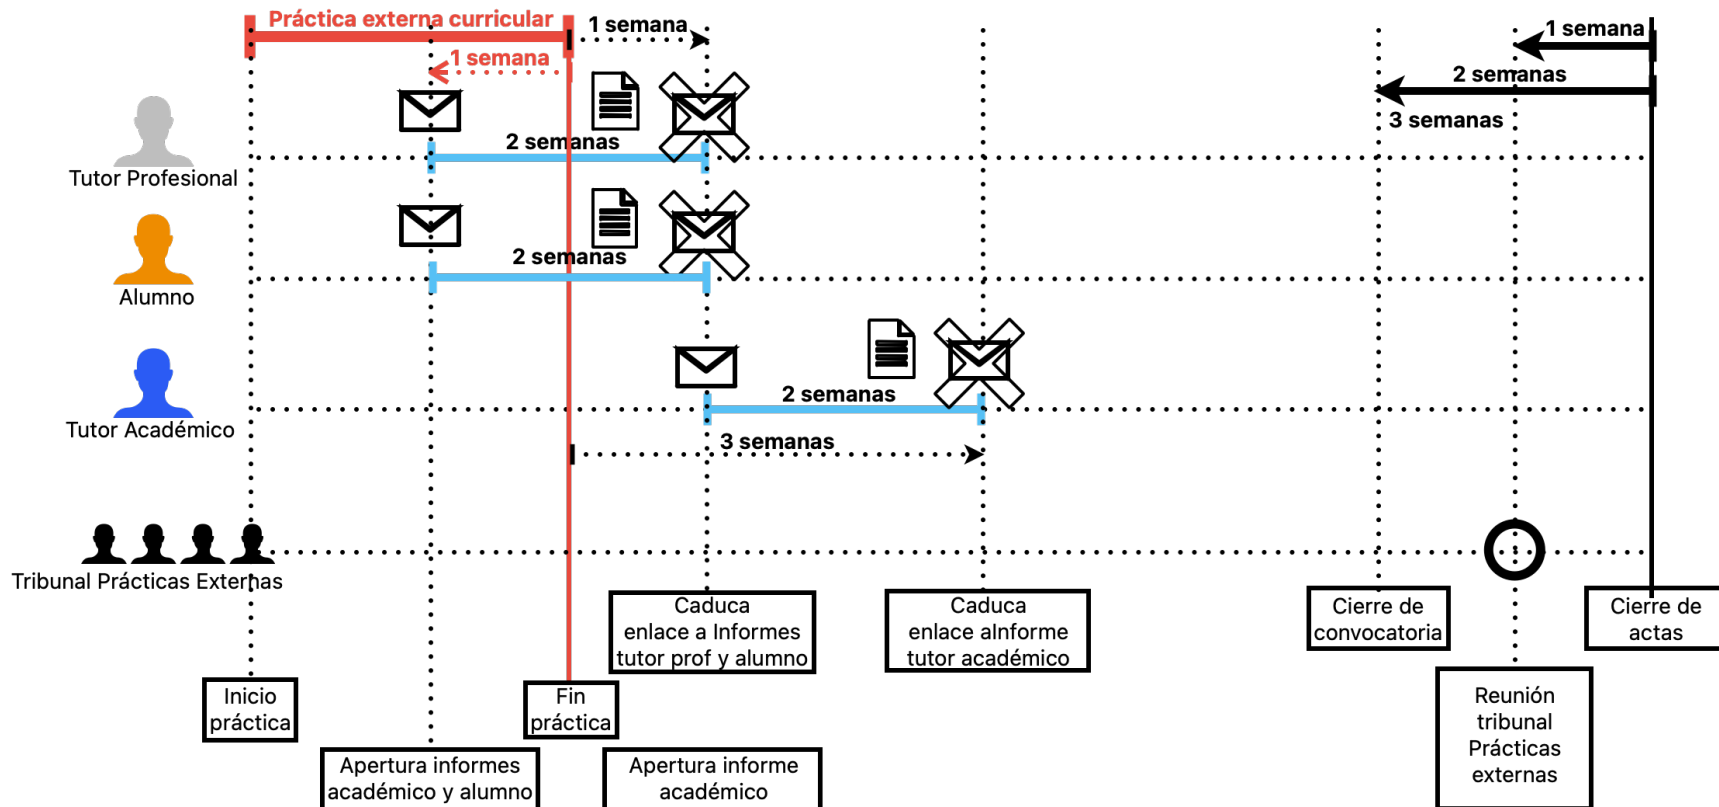 Práctica externa curricular
1 semana
1 semana
1 semana
2 semanas
3 semanas
2 semanas
Tutor Profesional
2 semanas
Alumno
2 semanas
Tutor Académico
3 semanas
Tribunal Prácticas Externas
Caduca
enlace a Informes
tutor prof y alumno
Caduca
enlace aInforme
tutor académico
Cierre de
convocatoria
Cierre de
actas
Inicio
práctica
Fin
práctica
Reunión
tribunal
Prácticas
externas
Apertura informes
académico y alumno
Apertura informe
académico